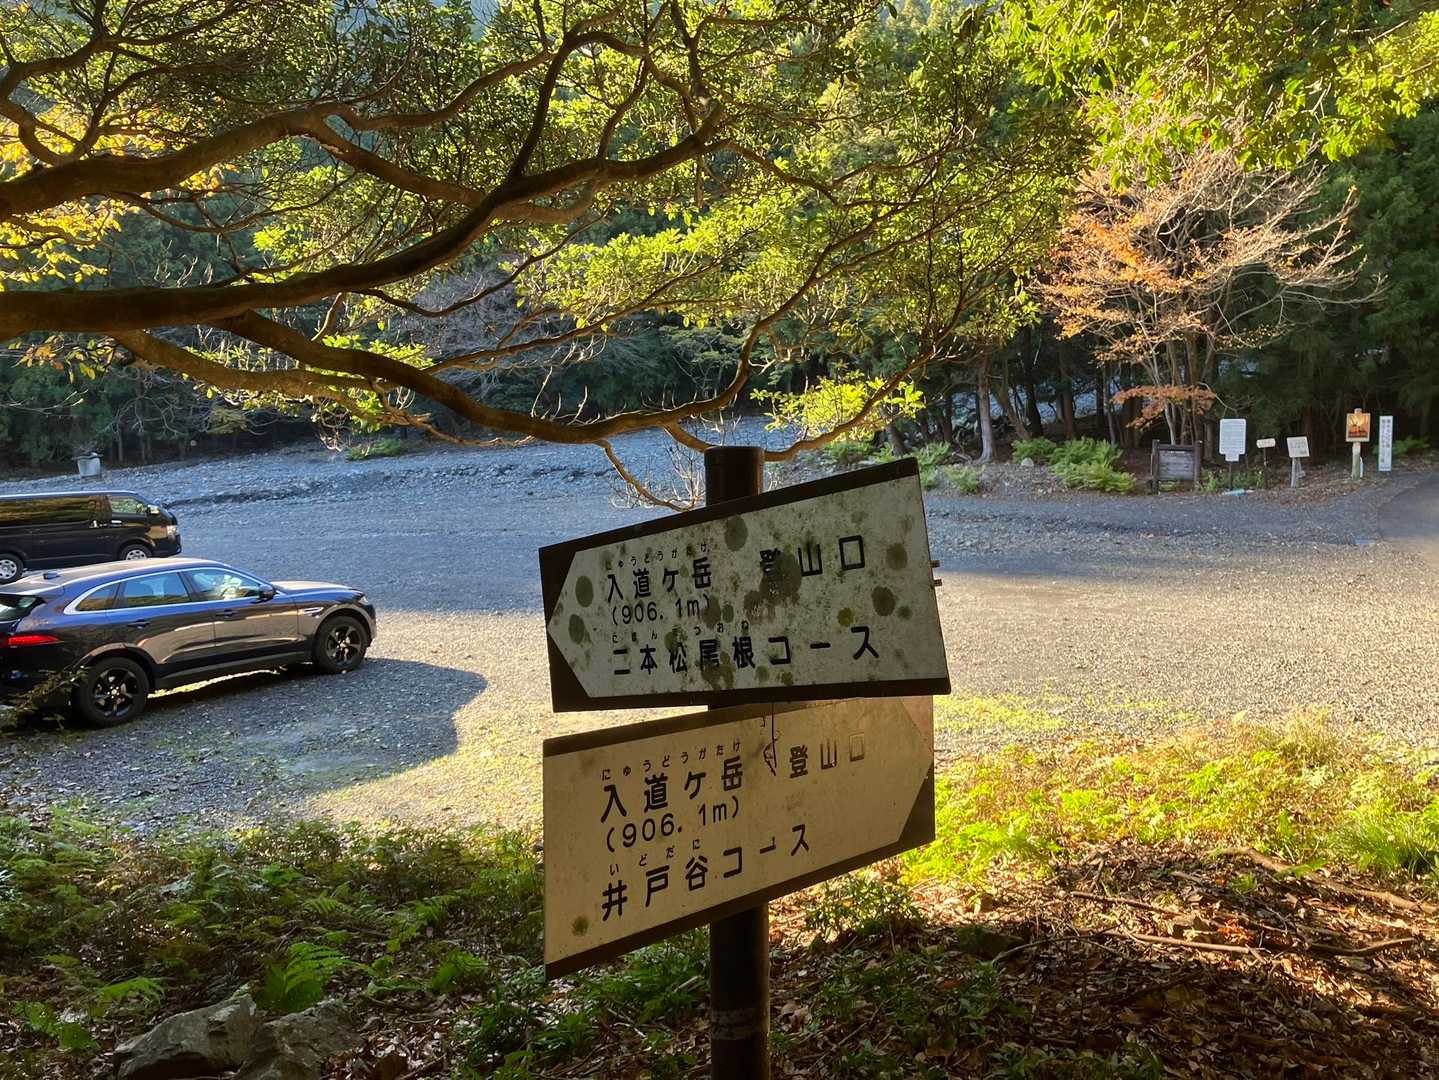 にゅうどうがたけ
入道ケ岳 登山口
(906.1m)
にほんまつおね
二本松尾根コース
にゅうどうがたけ
入道ケ岳 登山口
(906.1m)
いどだに
井戸谷コース